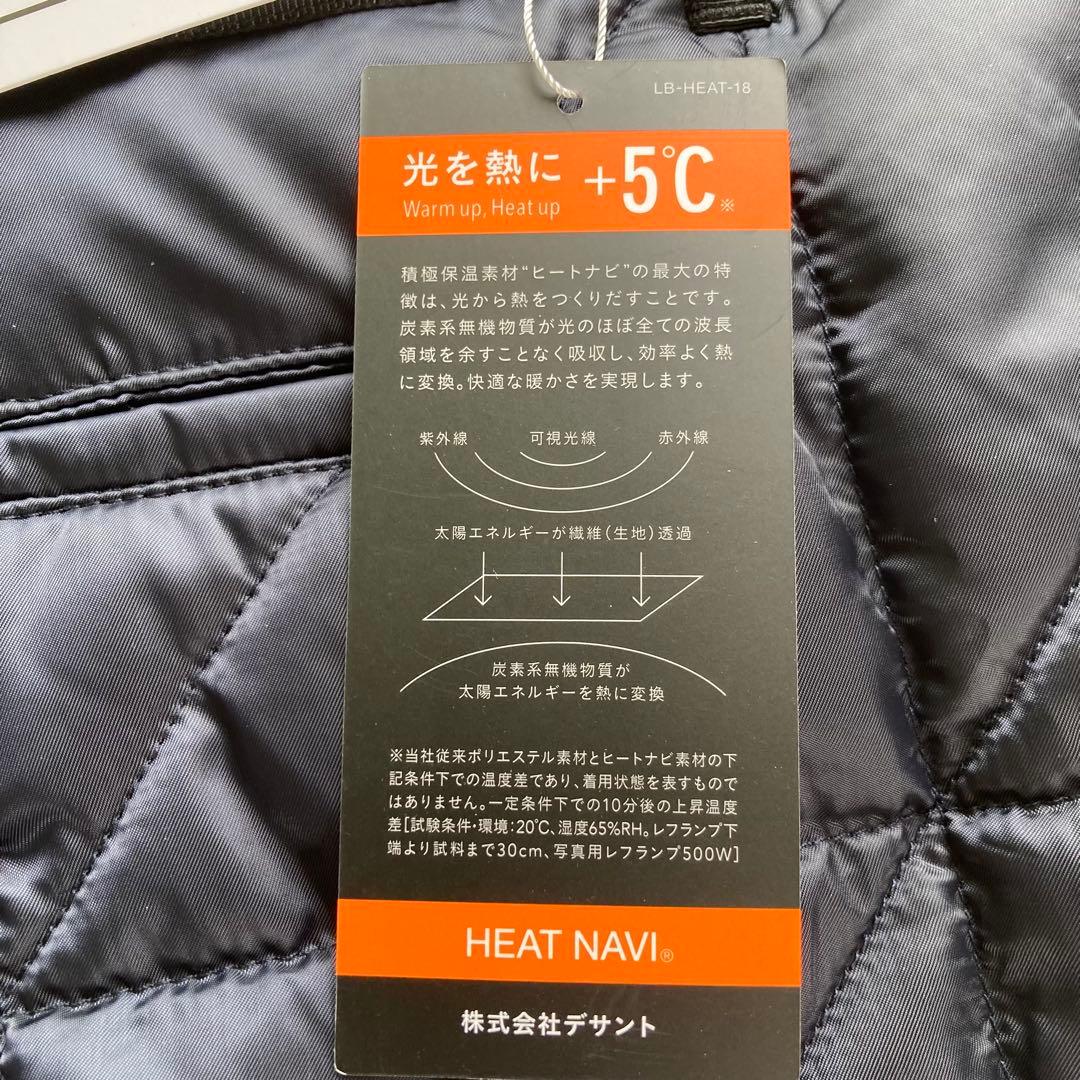 LB-HEAT-18
光を熱に +5℃※
Warm up, Heat up
積極保温素材“ヒートナビ”の最大の特
徴は、光から熱をつくりだすことです。
炭素系無機物質が光のほぼ全ての波長
領域を余すことなく吸収し、効率よく熱
に変換。快適な暖かさを実現します。
紫外線 可視光線 赤外線
太陽エネルギーが繊維(生地)透過
炭素系無機物質が
太陽エネルギーを熱に変換
※当社従来ポリエステル素材とヒートナビ素材の下
記条件下での温度差であり、着用状態を表すもので
はありません。一定条件下での10分後の上昇温度
差[試験条件・環境：20℃、湿度65%RH。レフランプ下
端より試料まで30cm、写真用レフランプ500W]
HEAT NAVI®
株式会社デサント